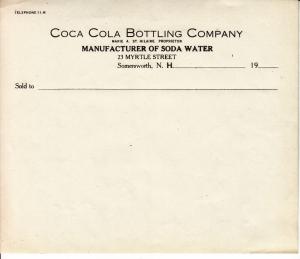 TELEPHONE 11-M
COCA COLA BOTTLING COMPANY
MARIE A. ST. HILAIRE PROPRIETOR
MANUFACTURER OF SODA WATER
23 MYRTLE STREET
Somersworth, N. H. 19
Sold to